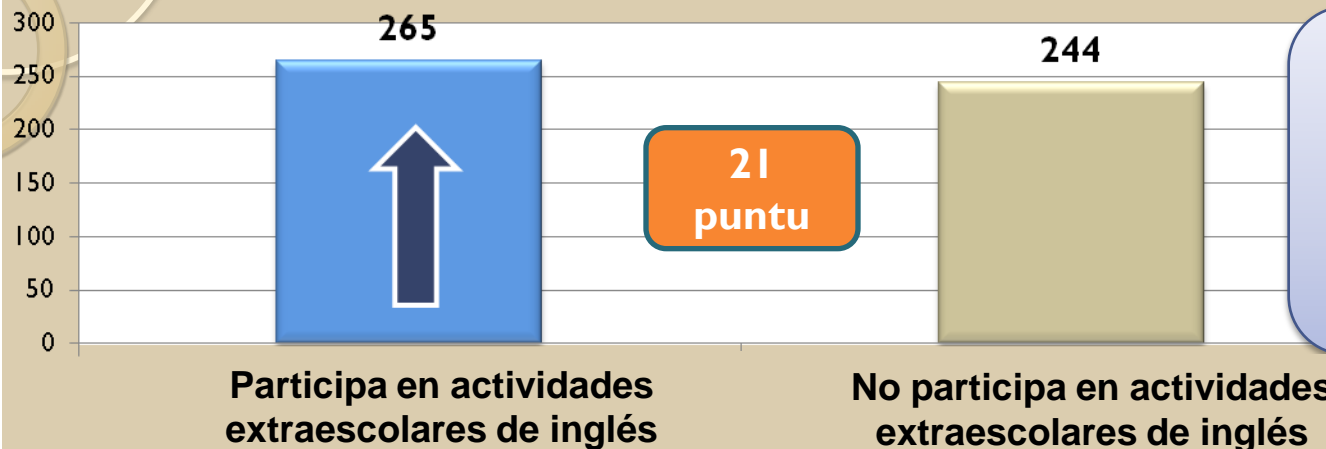 300
250
200
150
100
50
0
265
244
21
puntu
Participa en actividades
extraescolares de inglés
No participa en actividades
extraescolares de inglés